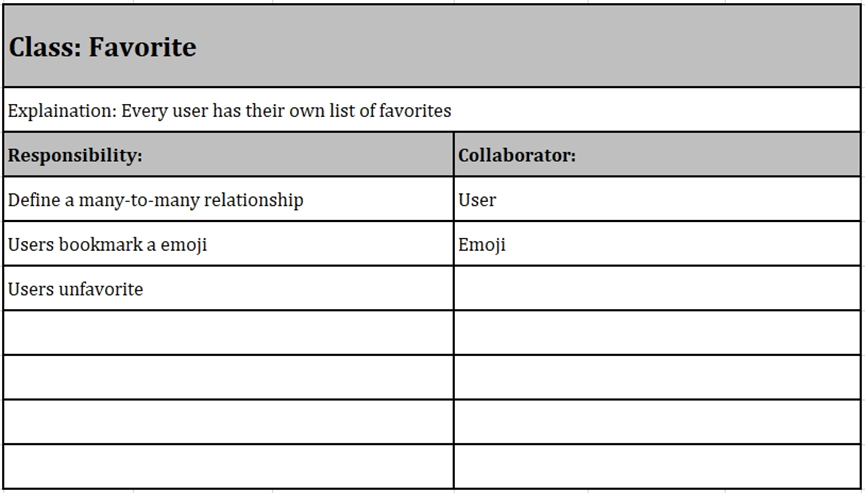 Class: Favorite
Explaination: Every user has their own list of favorites
Responsibility: Collaborator:
Define a many-to-many relationship User
Users bookmark a emoji Emoji
Users unfavorite